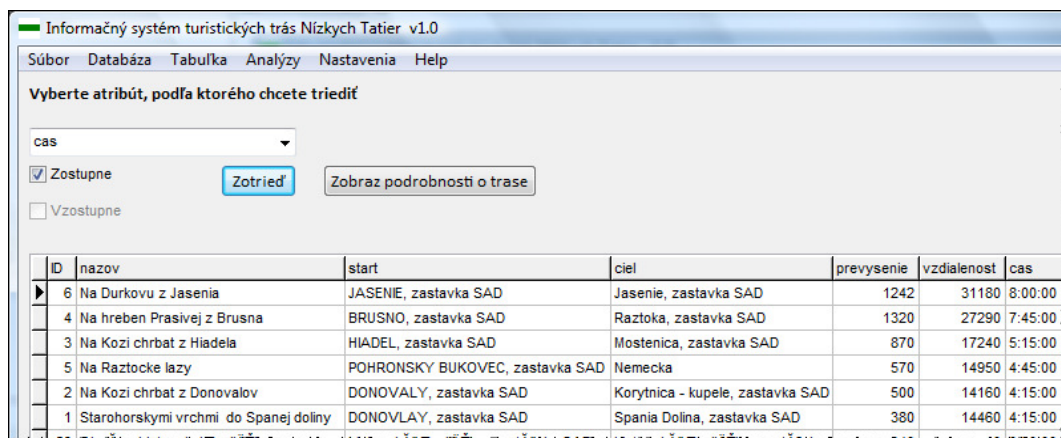 Informačný systém turistických trás Nízkych Tatier v1.0
Súbor Databáza Tabuľka Analýzy Nastavenia Help
Vyberte atribút, podľa ktorého chcete triediť
cas
Zostupne Zotrieď Zobraz podrobnosti o trase
Vzostupne
ID nazov start ciel prevysenie vzdialenost cas
6 Na Durkovu z Jasenia JASENIE, zastavka SAD Jasenie, zastavka SAD 1242 31180 8:00:00
4 Na hreben Prasivej z Brusna BRUSNO, zastavka SAD Raztoka, zastavka SAD 1320 27290 7:45:00
3 Na Kozi chrbat z Hiadela HIADEL, zastavka SAD Mostenica, zastavka SAD 870 17240 5:15:00
5 Na Raztocke lazy POHRONSKY BUKOVEC, zastavka SAD Nemecka 570 14950 4:45:00
2 Na Kozi chrbat z Donovalov DONOVALY, zastavka SAD Korytnica - kupele, zastavka SAD 500 14160 4:15:00
1 Starohorskymi vrchmi do Spanej doliny DONOVLAY, zastavka SAD Spania Dolina, zastavka SAD 380 14460 4:15:00